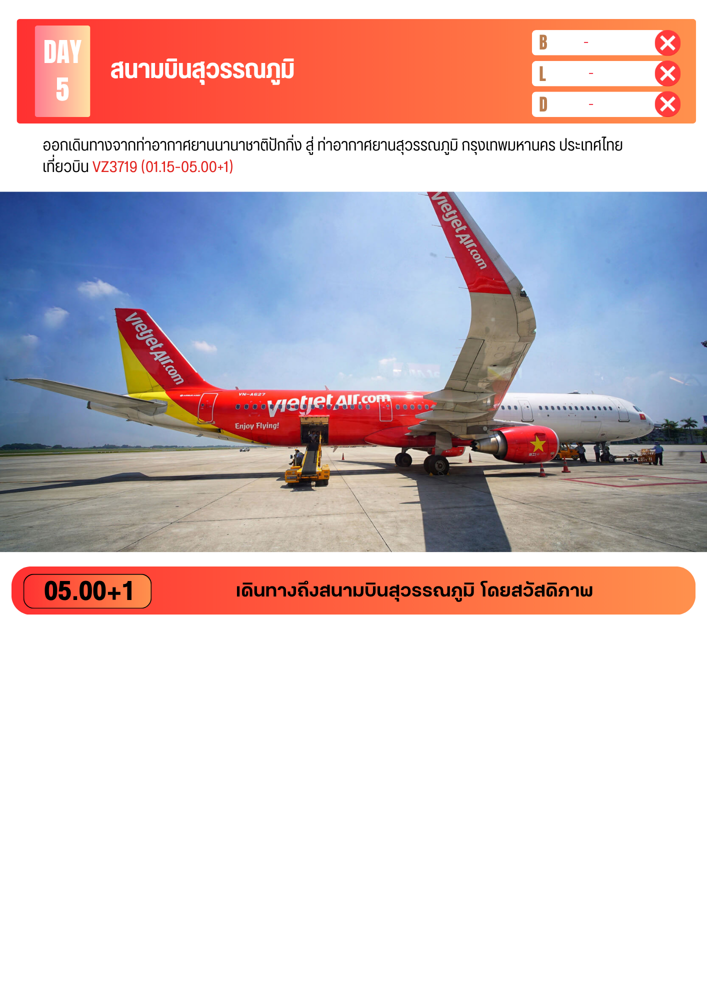 DAY
5
สนามบินสุวรรณภูมิ
B -
L -
D -
ออกเดินทางจากท่าอากาศยานนานาชาติปักกิ่ง สู่ ท่าอากาศยานสุวรรณภูมิ กรุงเทพมหานคร ประเทศไทย
เที่ยวบิน VZ3719 (01.15-05.00+1)
vietjet Air.com
vietjet Air.com
VN-A627
vietjet Air.com
Enjoy Flying!
05.00+1
เดินทางถึงสนามบินสุวรรณภูมิ โดยสวัสดิภาพ